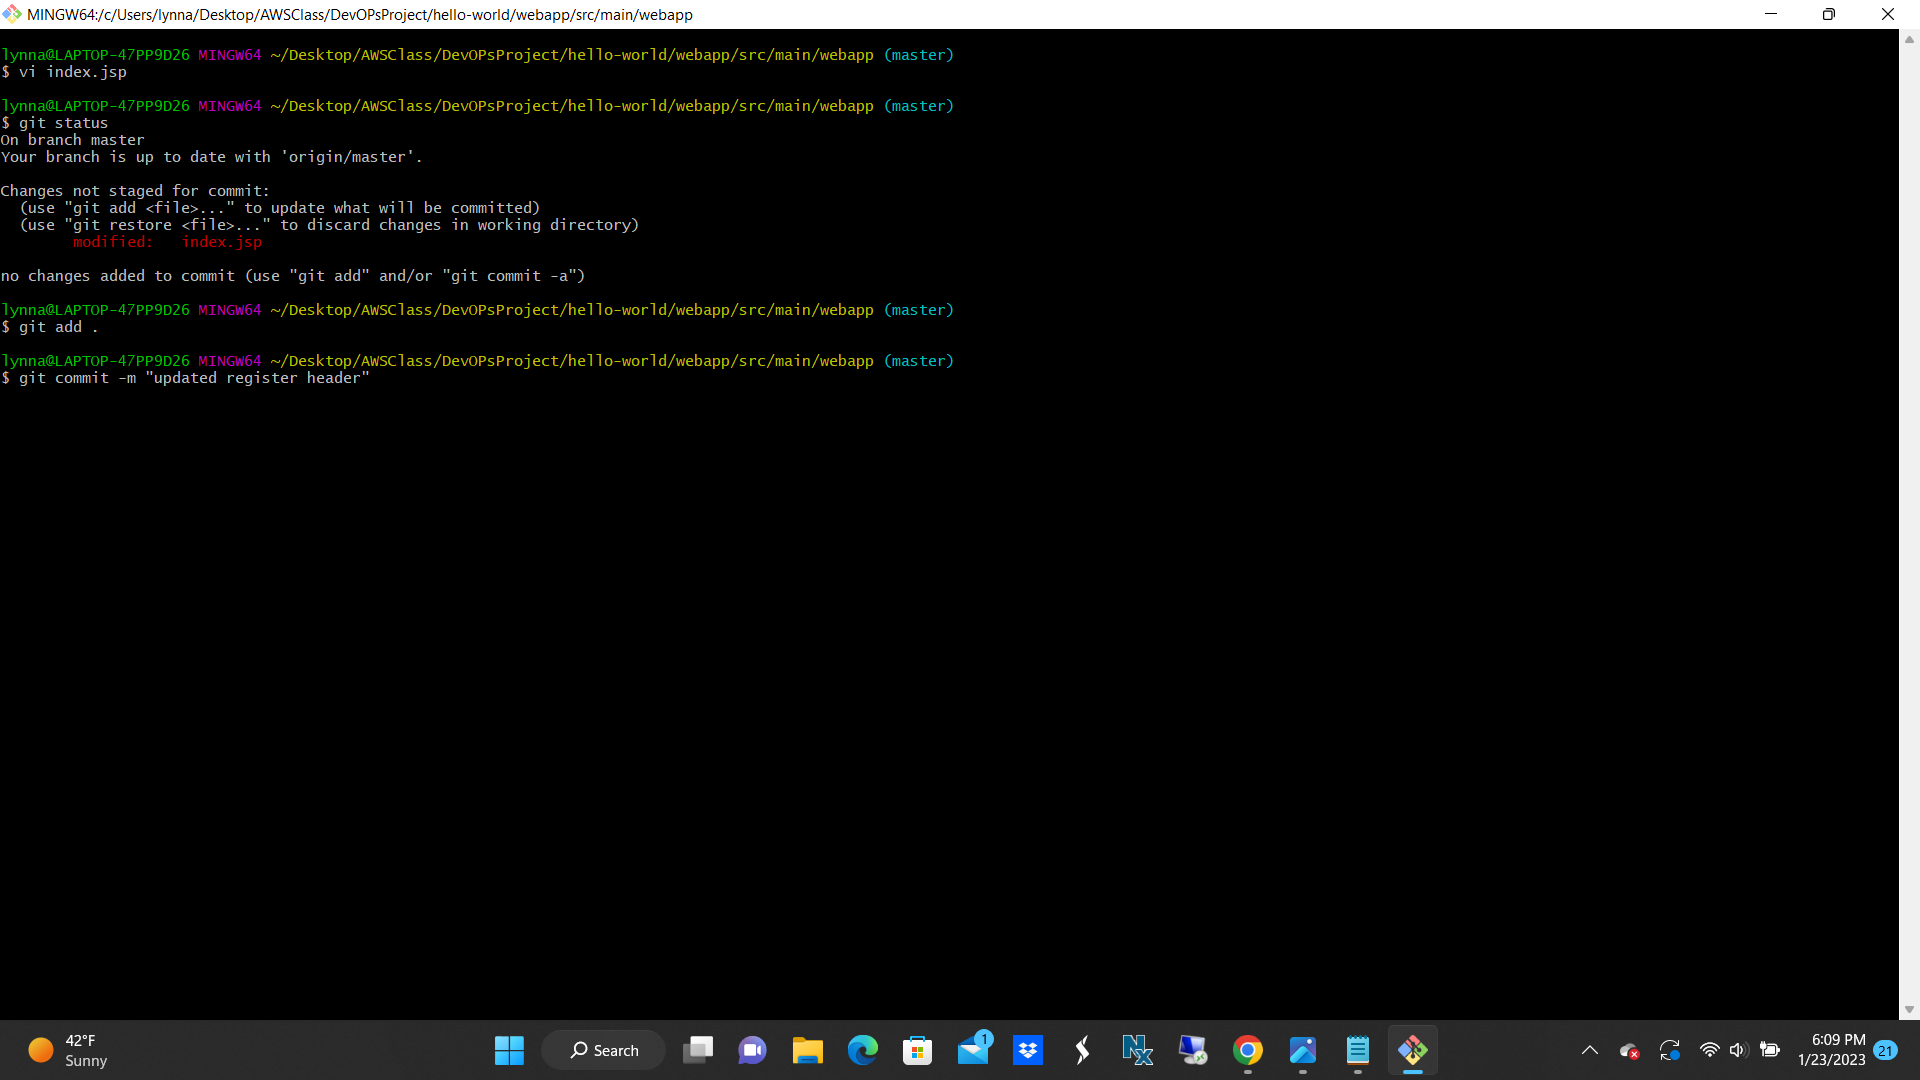 MINGW64:/c/Users/lynna/Desktop/AWSClass/DevOPsProject/hello-world/webapp/src/main/webapp
lynna@LAPTOP-47PP9D26 MINGW64 ~/Desktop/AWSClass/DevOPsProject/hello-world/webapp/src/main/webapp (master)
$ vi index.jsp
lynna@LAPTOP-47PP9D26 MINGW64 ~/Desktop/AWSClass/DevOPsProject/hello-world/webapp/src/main/webapp (master)
$ git status
On branch master
Your branch is up to date with 'origin/master'.
Changes not staged for commit:
  (use "git add <file>..." to update what will be committed)
  (use "git restore <file>..." to discard changes in working directory)
        modified:   index.jsp
no changes added to commit (use "git add" and/or "git commit -a")
lynna@LAPTOP-47PP9D26 MINGW64 ~/Desktop/AWSClass/DevOPsProject/hello-world/webapp/src/main/webapp (master)
$ git add .
lynna@LAPTOP-47PP9D26 MINGW64 ~/Desktop/AWSClass/DevOPsProject/hello-world/webapp/src/main/webapp (master)
$ git commit -m "updated register header"
42°F
Sunny
Search
1
Nx
6:09 PM
1/23/2023
21